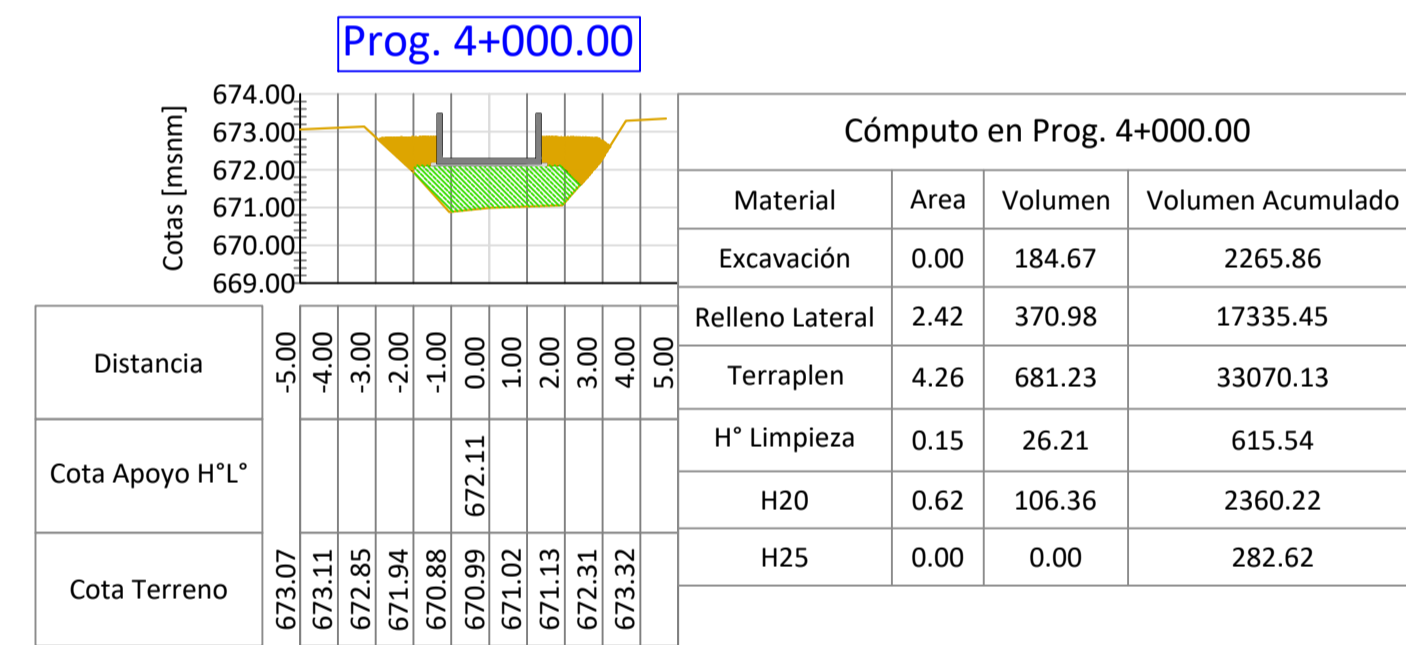 Prog. 4+000.00
Cotas [msnm]
674.00
673.00
672.00
671.00
670.00
669.00
Distancia
-5.00 -4.00 -3.00 -2.00 -1.00 0.00 1.00 2.00 3.00 4.00 5.00
Cota Apoyo H°L°
672.11
Cota Terreno
673.07 673.11 672.85 671.94 670.88 670.99 671.02 671.13 672.31 673.32
Cómputo en Prog. 4+000.00
Material Area Volumen Volumen Acumulado
Excavación 0.00 184.67 2265.86
Relleno Lateral 2.42 370.98 17335.45
Terraplen 4.26 681.23 33070.13
H° Limpieza 0.15 26.21 615.54
H20 0.62 106.36 2360.22
H25 0.00 0.00 282.62